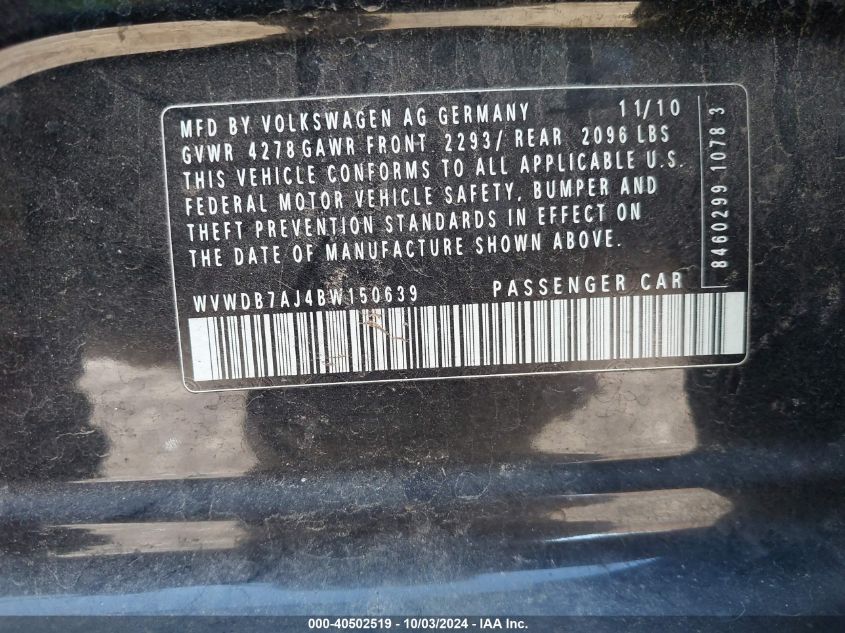 MFD BY VOLKSWAGEN AG GERMANY 11/10
GVWR 4278 GAWR FRONT 2293/ REAR 2096 LBS
THIS VEHICLE CONFORMS TO ALL APPLICABLE U.S.
FEDERAL MOTOR VEHICLE SAFETY, BUMPER AND
THEFT PREVENTION STANDARDS IN EFFECT ON
THE DATE OF MANUFACTURE SHOWN ABOVE.
WVWDB7AJ4BW150639 PASSENGER CAR
8460299 1078 3
000-40502519 - 10/03/2024 - IAA Inc.